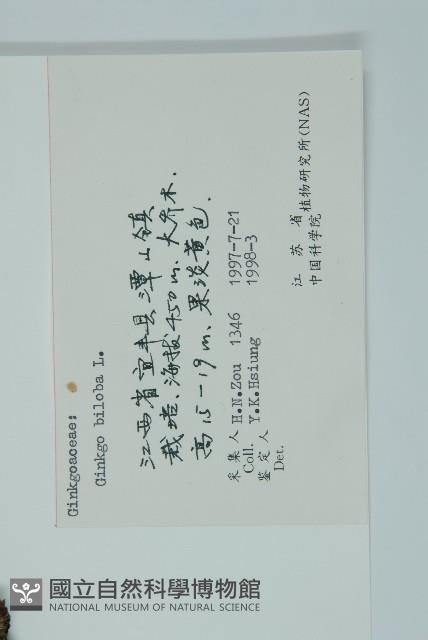 Ginkgoaceae:
Ginkgo biloba L.
江西省宜丰县潭山镇
栽培、海拔450m、大乔木.
高15-19m、果淡黄色.
采集人 H.N.Zou 1346 1997-7-21
Coll.
鉴定人 Y.K.Hsiung 1998-3
Det.
江苏省植物研究所(NAS)
中国科学院
國立自然科學博物館
NATIONAL MUSEUM OF NATURAL SCIENCE